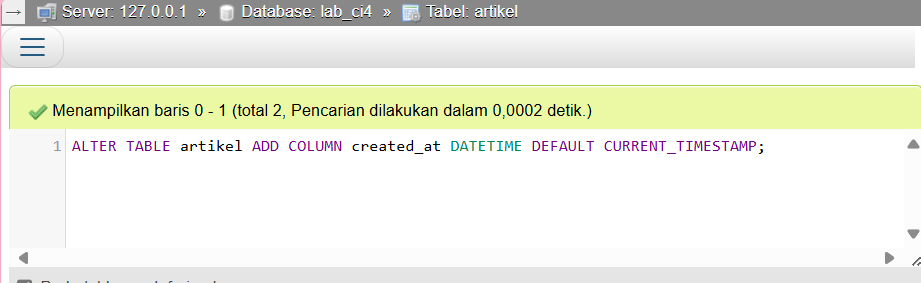 Server: 127.0.0.1 » Database: lab_ci4 » Tabel: artikel
Menampilkan baris 0 - 1 (total 2, Pencarian dilakukan dalam 0,0002 detik.)
1 ALTER TABLE artikel ADD COLUMN created_at DATETIME DEFAULT CURRENT_TIMESTAMP;